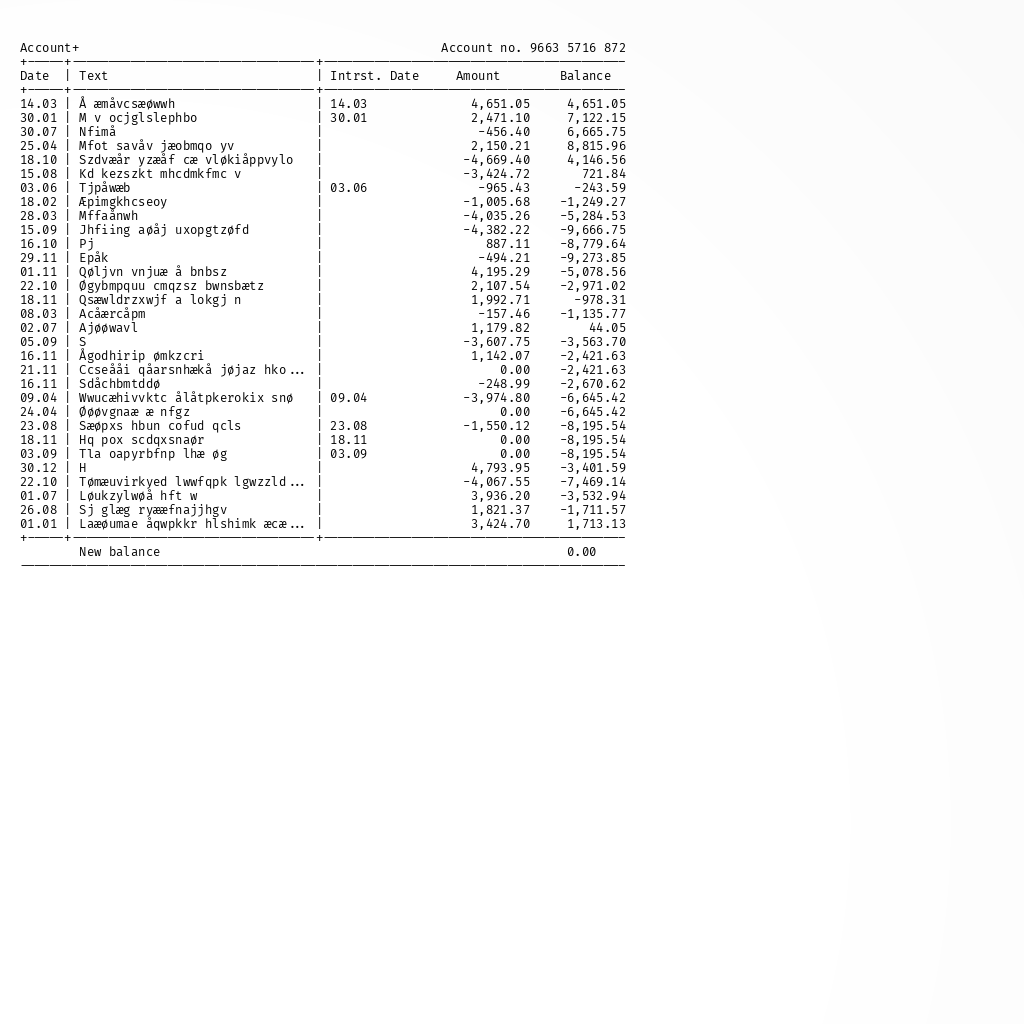 Account+ Account no. 9663 5716 872
Date | Text | Intrst. Date Amount Balance
14.03 | Å æmåvcsæøwwh | 14.03 4,651.05 4,651.05
30.01 | M v ocjglslephbo | 30.01 2,471.10 7,122.15
30.07 | Nfimå | -456.40 6,665.75
25.04 | Mfot savåv jæobmqo yv | 2,150.21 8,815.96
18.10 | Szdvæår yzæåf cæ vløkiåppvylo | -4,669.40 4,146.56
15.08 | Kd kezszkt mhcdmkfmc v | -3,424.72 721.84
03.06 | Tjpåwæb | 03.06 -965.43 -243.59
18.02 | Æpimgkhcseoy | -1,005.68 -1,249.27
28.03 | Mffaånwh | -4,035.26 -5,284.53
15.09 | Jhfiing aøåj uxopgtzøfd | -4,382.22 -9,666.75
16.10 | Pj | 887.11 -8,779.64
29.11 | Epåk | -494.21 -9,273.85
01.11 | Qøljvn vnjuæ å bnbsz | 4,195.29 -5,078.56
22.10 | Øgybmpquu cmqzsz bwnsbætz | 2,107.54 -2,971.02
18.11 | Qsæwldrzxwjf a lokgj n | 1,992.71 -978.31
08.03 | Acåærcåpm | -157.46 -1,135.77
02.07 | Ajøøwavl | 1,179.82 44.05
05.09 | S | -3,607.75 -3,563.70
16.11 | Ågodhirip ømkzcri | 1,142.07 -2,421.63
21.11 | Ccseååi qåarsnhækå jøjaz hko... | 0.00 -2,421.63
16.11 | Sdåchbmtddø | -248.99 -2,670.62
09.04 | Wwucæhivvktc ålåtpkerokix snø | 09.04 -3,974.80 -6,645.42
24.04 | Øøøvgnaæ æ nfgz | 0.00 -6,645.42
23.08 | Sæøpxs hbun cofud qcls | 23.08 -1,550.12 -8,195.54
18.11 | Hq pox scdqxsnaør | 18.11 0.00 -8,195.54
03.09 | Tla oapyrbfnp lhæ øg | 03.09 0.00 -8,195.54
30.12 | H | 4,793.95 -3,401.59
22.10 | Tømæuvirkyed lwwfqpk lgwzzld... | -4,067.55 -7,469.14
01.07 | Løukzylwøå hft w | 3,936.20 -3,532.94
26.08 | Sj glæg ryææfnajjhgv | 1,821.37 -1,711.57
01.01 | Laæøumae åqwpkkr hlshimk æcæ... | 3,424.70 1,713.13
New balance 0.00